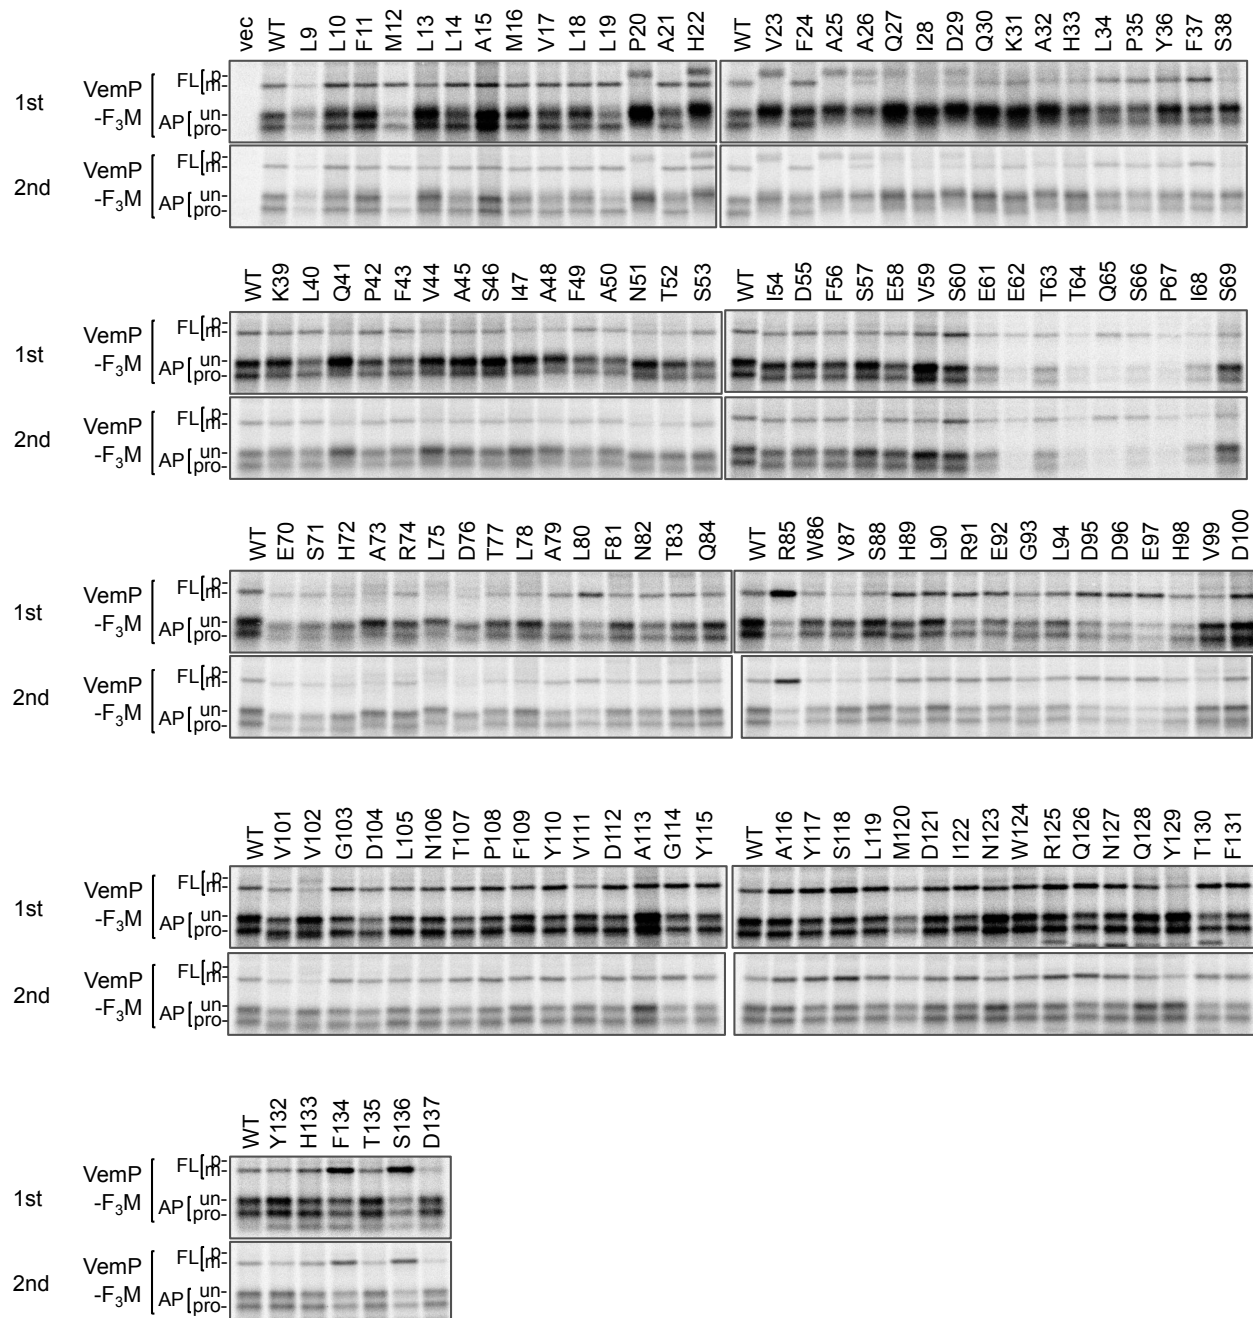 vec WT L9 L10 F11 M12 L13 L14 A15 M16 V17 L18 L19 P20 A21 H22 WT V23 F24 A25 A26 Q27 I28 D29 Q30 K31 A32 H33 L34 P35 Y36 F37 S38
1st VemP -F3M FL p- m- AP un- pro-
2nd VemP -F3M FL p- m- AP un- pro-
WT K39 L40 Q41 P42 F43 V44 A45 S46 I47 A48 F49 A50 N51 T52 S53 WT I54 D55 F56 S57 E58 V59 S60 E61 E62 T63 T64 Q65 S66 P67 I68 S69
1st VemP -F3M FL p- m- AP un- pro-
2nd VemP -F3M FL p- m- AP un- pro-
WT E70 S71 H72 A73 R74 L75 D76 T77 L78 A79 L80 F81 N82 T83 Q84 WT R85 W86 V87 S88 H89 L90 R91 E92 G93 L94 D95 D96 E97 H98 V99 D100
1st VemP -F3M FL p- m- AP un- pro-
2nd VemP -F3M FL p- m- AP un- pro-
WT V101 V102 G103 D104 L105 N106 T107 P108 F109 Y110 V111 D112 A113 G114 Y115 WT A116 Y117 S118 L119 M120 D121 I122 N123 W124 R125 Q126 N127 Q128 Y129 T130 F131
1st VemP -F3M FL p- m- AP un- pro-
2nd VemP -F3M FL p- m- AP un- pro-
WT Y132 H133 F134 T135 S136 D137
1st VemP -F3M FL p- m- AP un- pro-
2nd VemP -F3M FL p- m- AP un- pro-